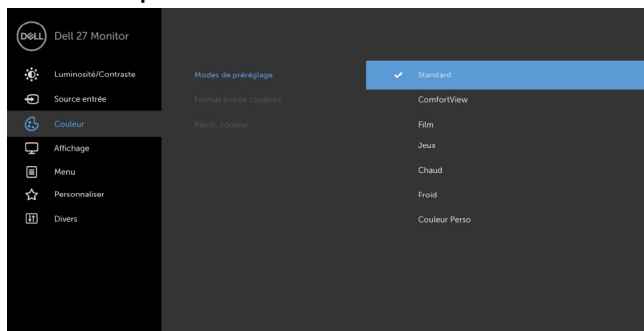 DELL Dell 27 Monitor
Luminosité/Contraste Modes de préréglage Standard
Source entrée Format entrée couleurs ComfortView
Couleur Réinit. couleur Film
Affichage Jeux
Menu Chaud
Personnaliser Froid
Divers Couleur Perso